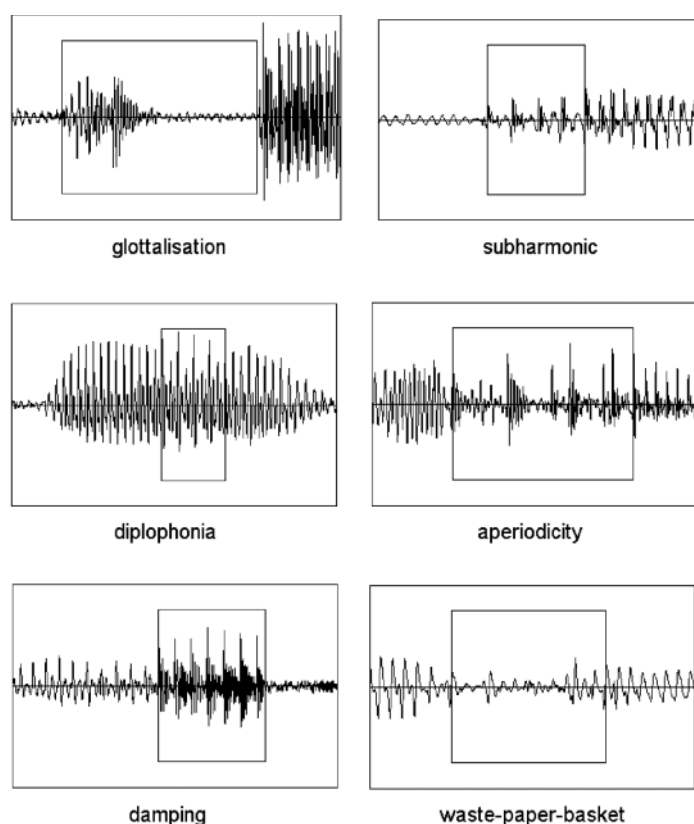 glottalisation
subharmonic
diplophonia
aperiodicity
damping
waste-paper-basket